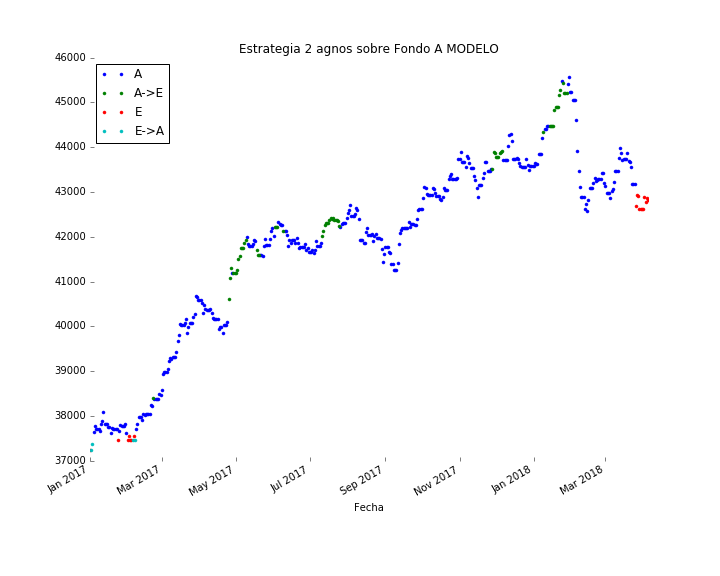 Estrategia 2 agnos sobre Fondo A MODELO
46000
45000
44000
43000
42000
41000
40000
39000
38000
37000
A
A->E
E
E->A
Jan 2017
Mar 2017
May 2017
Jul 2017
Sep 2017
Nov 2017
Jan 2018
Mar 2018
Fecha